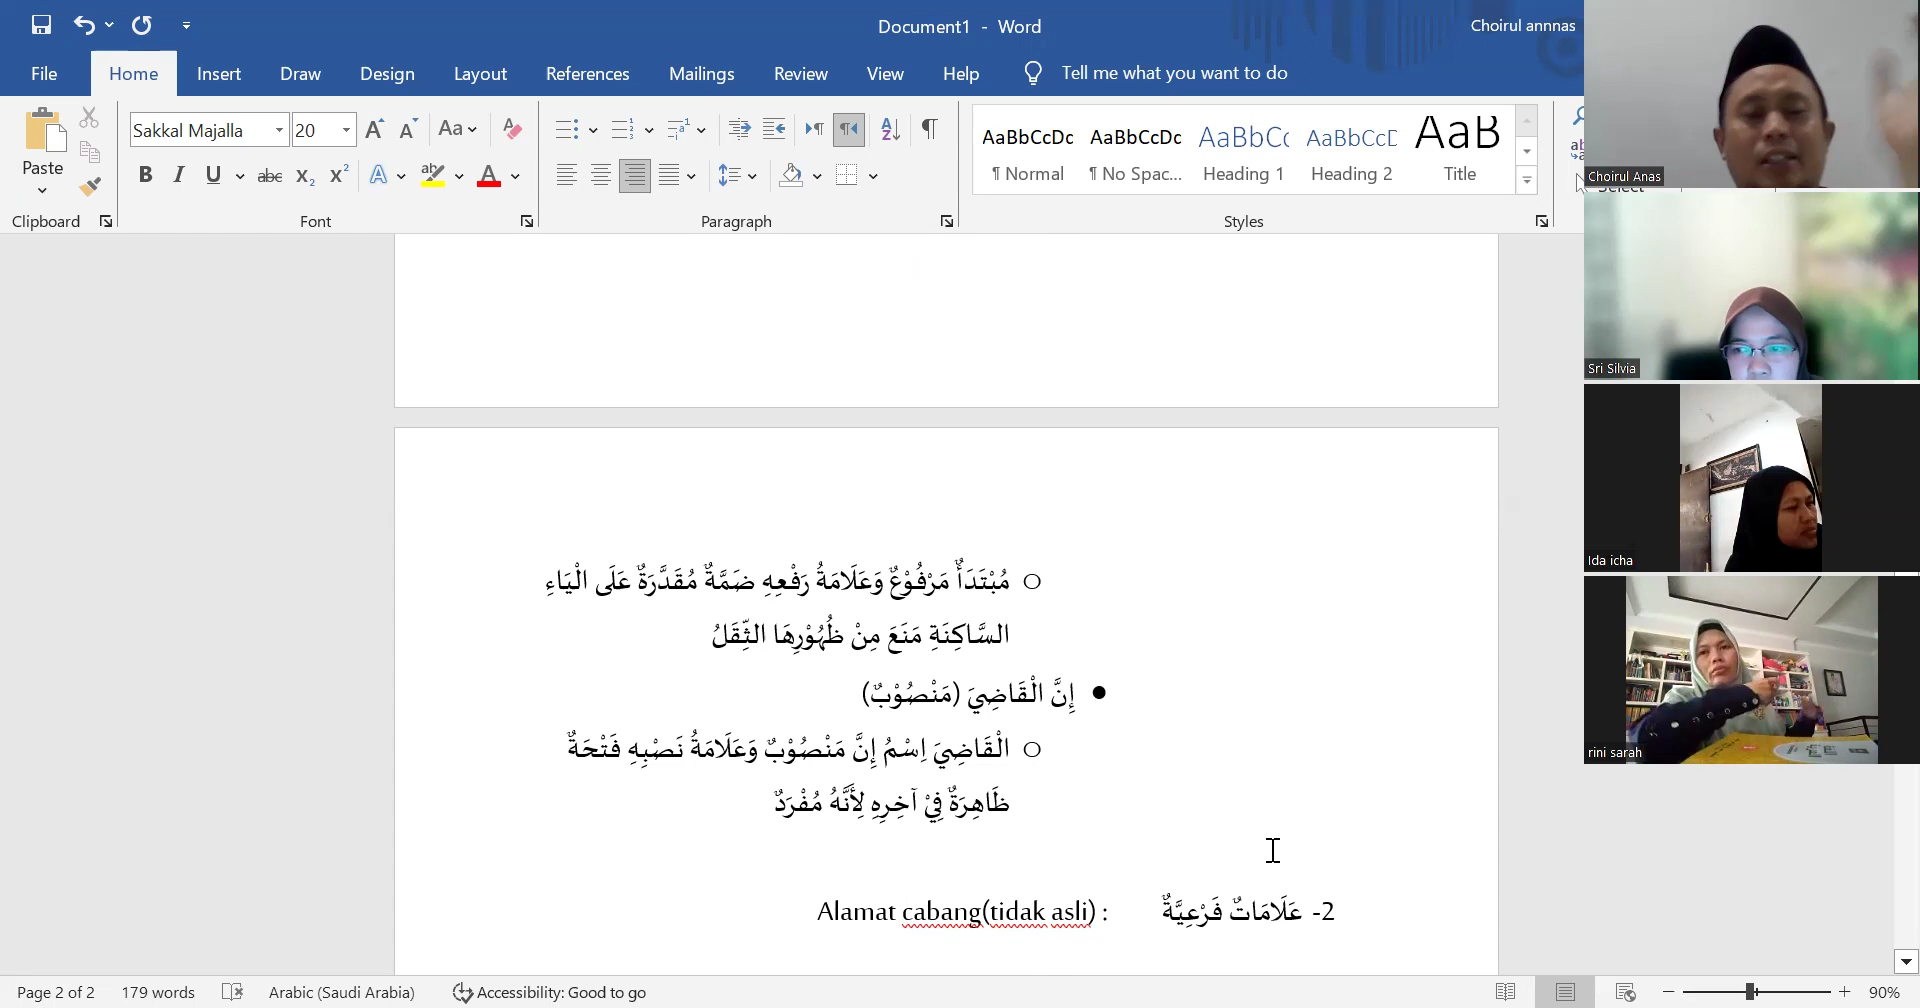 Document1 - Word
Choirul annnas
File Home Insert Draw Design Layout References Mailings Review View Help Tell me what you want to do
Sakkal Majalla 20
Paste
Clipboard
Font
Paragraph
AaBbCcDc AaBbCcDc AaBbCc AaBbCcD AaB
¶ Normal ¶ No Spac... Heading 1 Heading 2 Title
Styles
Select
Choirul Anas
Sri Silvia
Ida icha
rini sarah
○ مُبْتَدَأٌ مَرْفُوْعٌ وَعَلَامَةُ رَفْعِهِ ضَمَّةٌ مُقَدَّرَةٌ عَلَى الْيَاءِ
السَّاكِنَةِ مَنَعَ مِنْ ظُهُوْرِهَا الثِّقَلُ
● إِنَّ الْقَاضِيَ (مَنْصُوْبٌ)
○ الْقَاضِيَ اِسْمُ إِنَّ مَنْصُوْبٌ وَعَلَامَةُ نَصْبِهِ فَتْحَةٌ
ظَاهِرَةٌ فِيْ آخِرِهِ لِأَنَّهُ مُفْرَدٌ
2- عَلَامَاتٌ فَرْعِيَّةٌ Alamat cabang(tidak asli) :
Page 2 of 2 179 words Arabic (Saudi Arabia) Accessibility: Good to go 90%